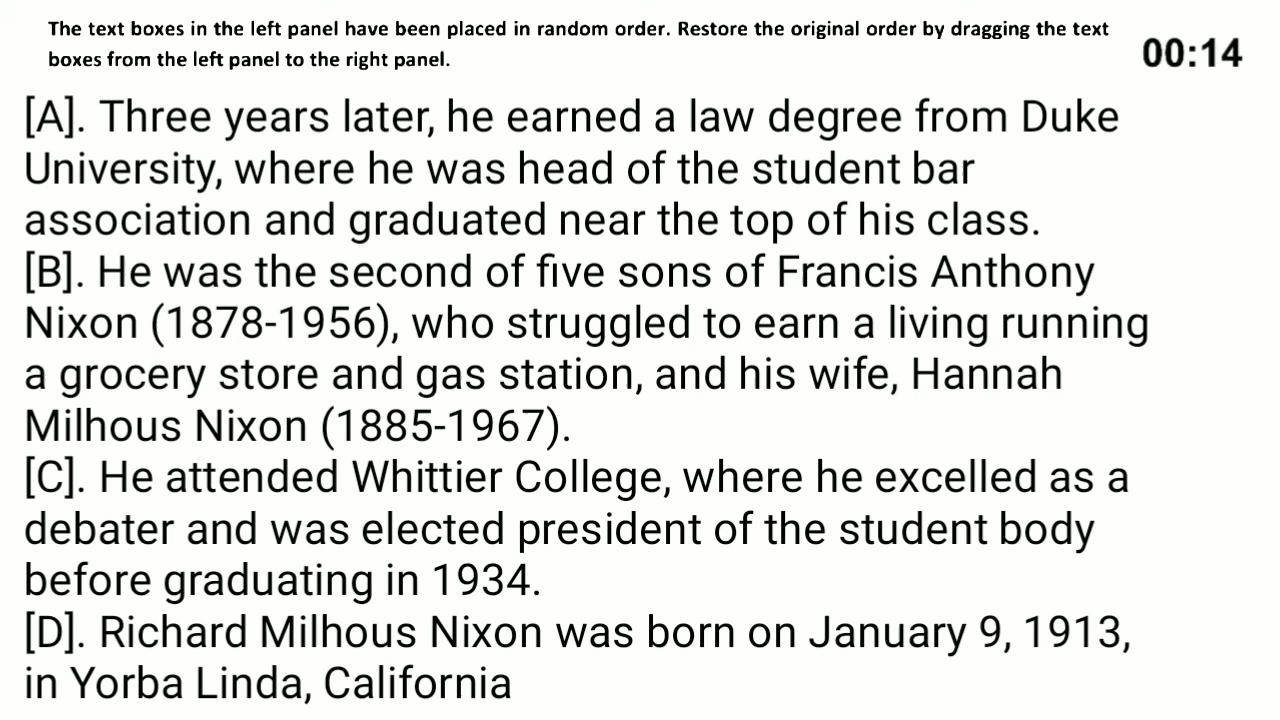 The text boxes in the left panel have been placed in random order. Restore the original order by dragging the text
boxes from the left panel to the right panel.
00:14
[A]. Three years later, he earned a law degree from Duke
University, where he was head of the student bar
association and graduated near the top of his class.
[B]. He was the second of five sons of Francis Anthony
Nixon (1878-1956), who struggled to earn a living running
a grocery store and gas station, and his wife, Hannah
Milhous Nixon (1885-1967).
[C]. He attended Whittier College, where he excelled as a
debater and was elected president of the student body
before graduating in 1934.
[D]. Richard Milhous Nixon was born on January 9, 1913,
in Yorba Linda, California